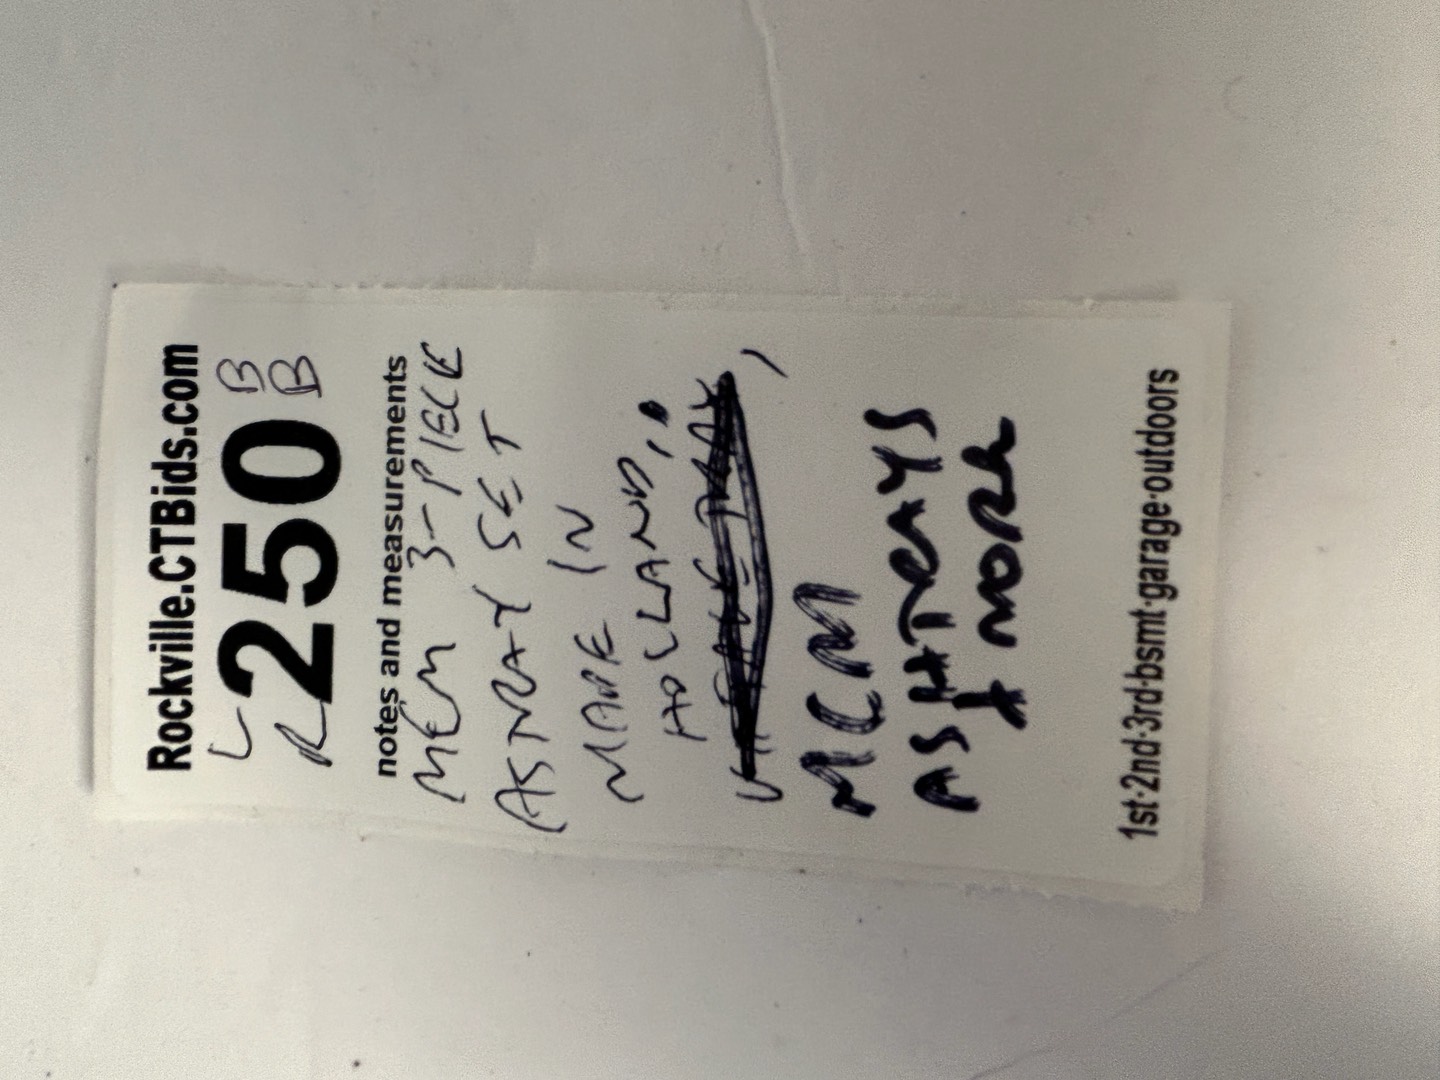 Rockville.CTBids.com
L B
R 250 B
notes and measurements
MCM 3-PIECE
ASTRAY SET
MADE IN
HOLLAND,
MCM
ASHTRAYS
+ MORE
1st·2nd·3rd·bsmt·garage·outdoors